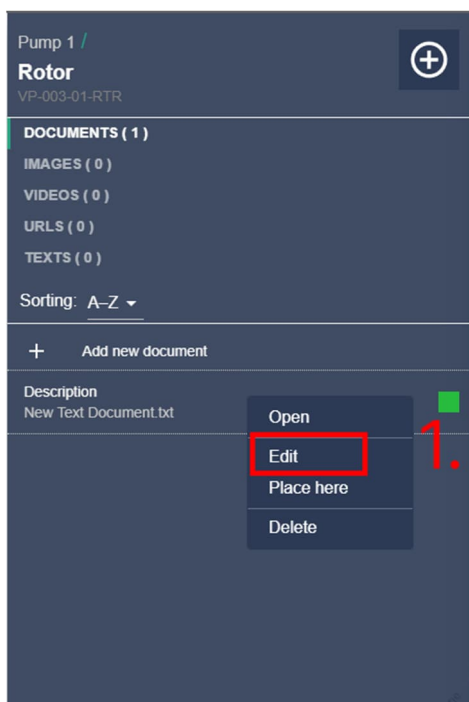 Pump 1 /
Rotor
VP-003-01-RTR
DOCUMENTS ( 1 )
IMAGES ( 0 )
VIDEOS ( 0 )
URLS ( 0 )
TEXTS ( 0 )
Sorting: A–Z
+ Add new document
Description
New Text Document.txt
Open
Edit
1.
Place here
Delete